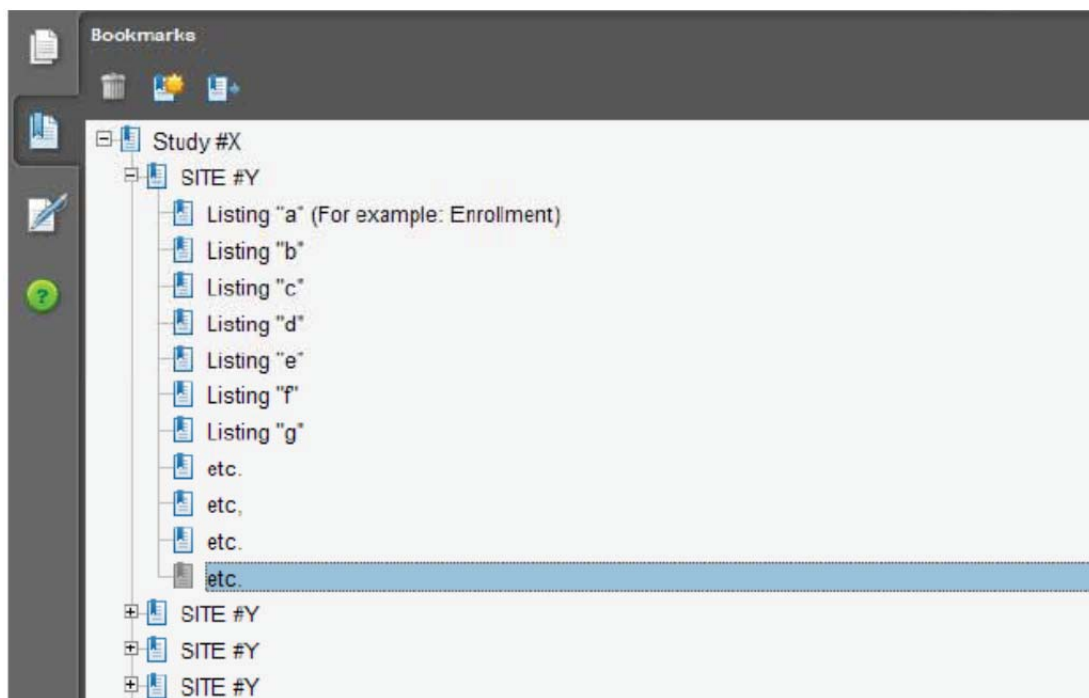 Bookmarks
Study #X
SITE #Y
Listing "a" (For example: Enrollment)
Listing "b"
Listing "c"
Listing "d"
Listing "e"
Listing "f"
Listing "g"
etc.
etc,
etc.
etc.
SITE #Y
SITE #Y
SITE #Y